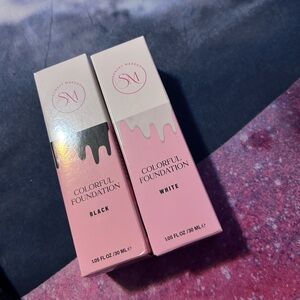 SM
COLORFUL
FOUNDATION
BLACK
1.05 FL OZ /30 ML ℮
SM
COLORFUL
FOUNDATION
WHITE
1.05 FL OZ /30 ML ℮